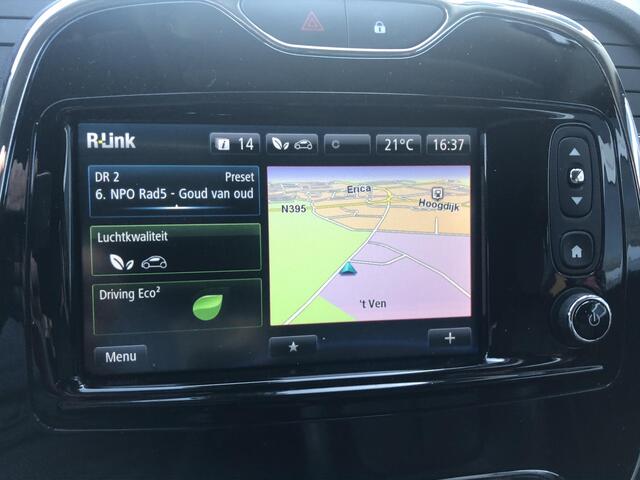 R-Link
14
C
21°C
16:37
DR 2 Preset
6. NPO Rad5 - Goud van oud
Luchtkwaliteit
Driving Eco²
Menu
Erica
N395
Hoogdijk
't Ven